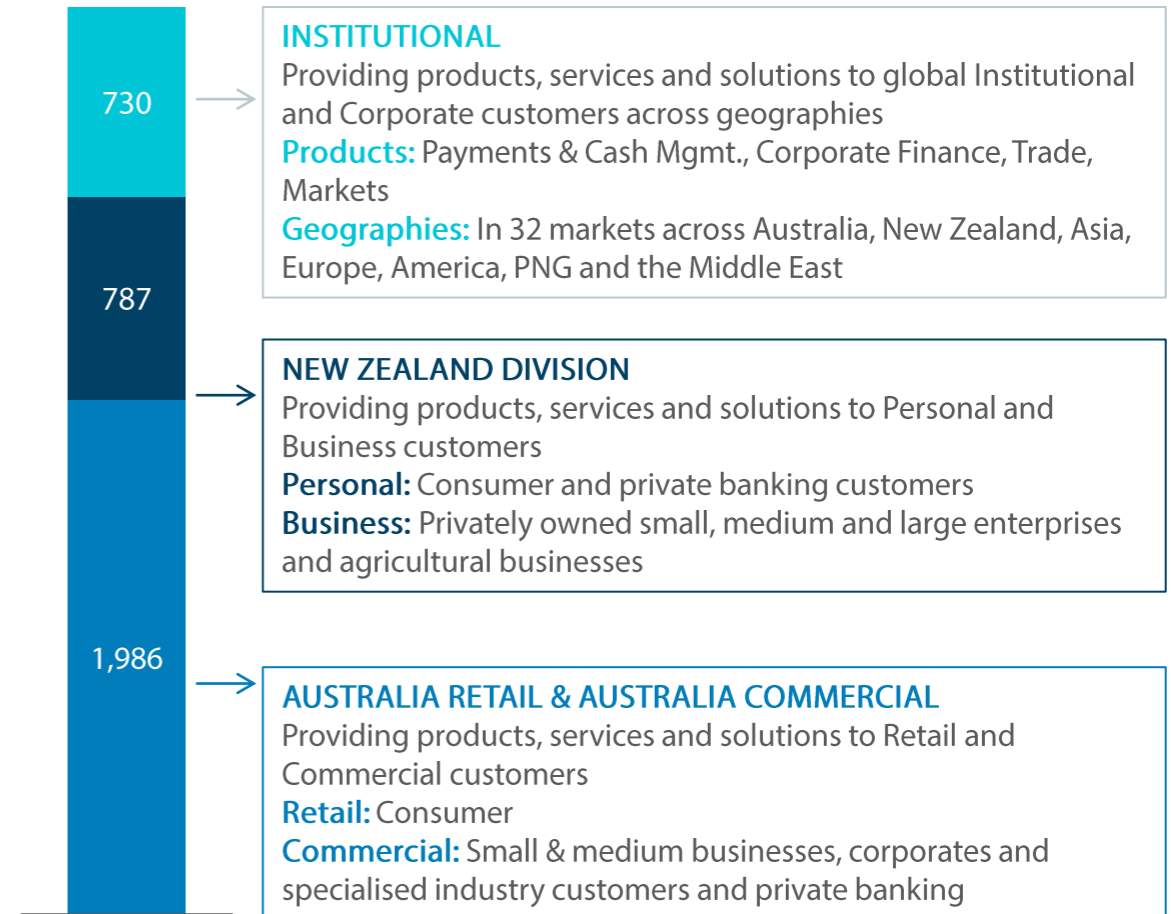 730
INSTITUTIONAL
Providing products, services and solutions to global Institutional
and Corporate customers across geographies
Products: Payments & Cash Mgmt., Corporate Finance, Trade,
Markets
Geographies: In 32 markets across Australia, New Zealand, Asia,
Europe, America, PNG and the Middle East
787
NEW ZEALAND DIVISION
Providing products, services and solutions to Personal and
Business customers
Personal: Consumer and private banking customers
Business: Privately owned small, medium and large enterprises
and agricultural businesses
1,986
AUSTRALIA RETAIL & AUSTRALIA COMMERCIAL
Providing products, services and solutions to Retail and
Commercial customers
Retail: Consumer
Commercial: Small & medium businesses, corporates and
specialised industry customers and private banking